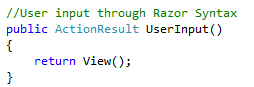 //User input through Razor Syntax
public ActionResult UserInput()
{
    return View();
}